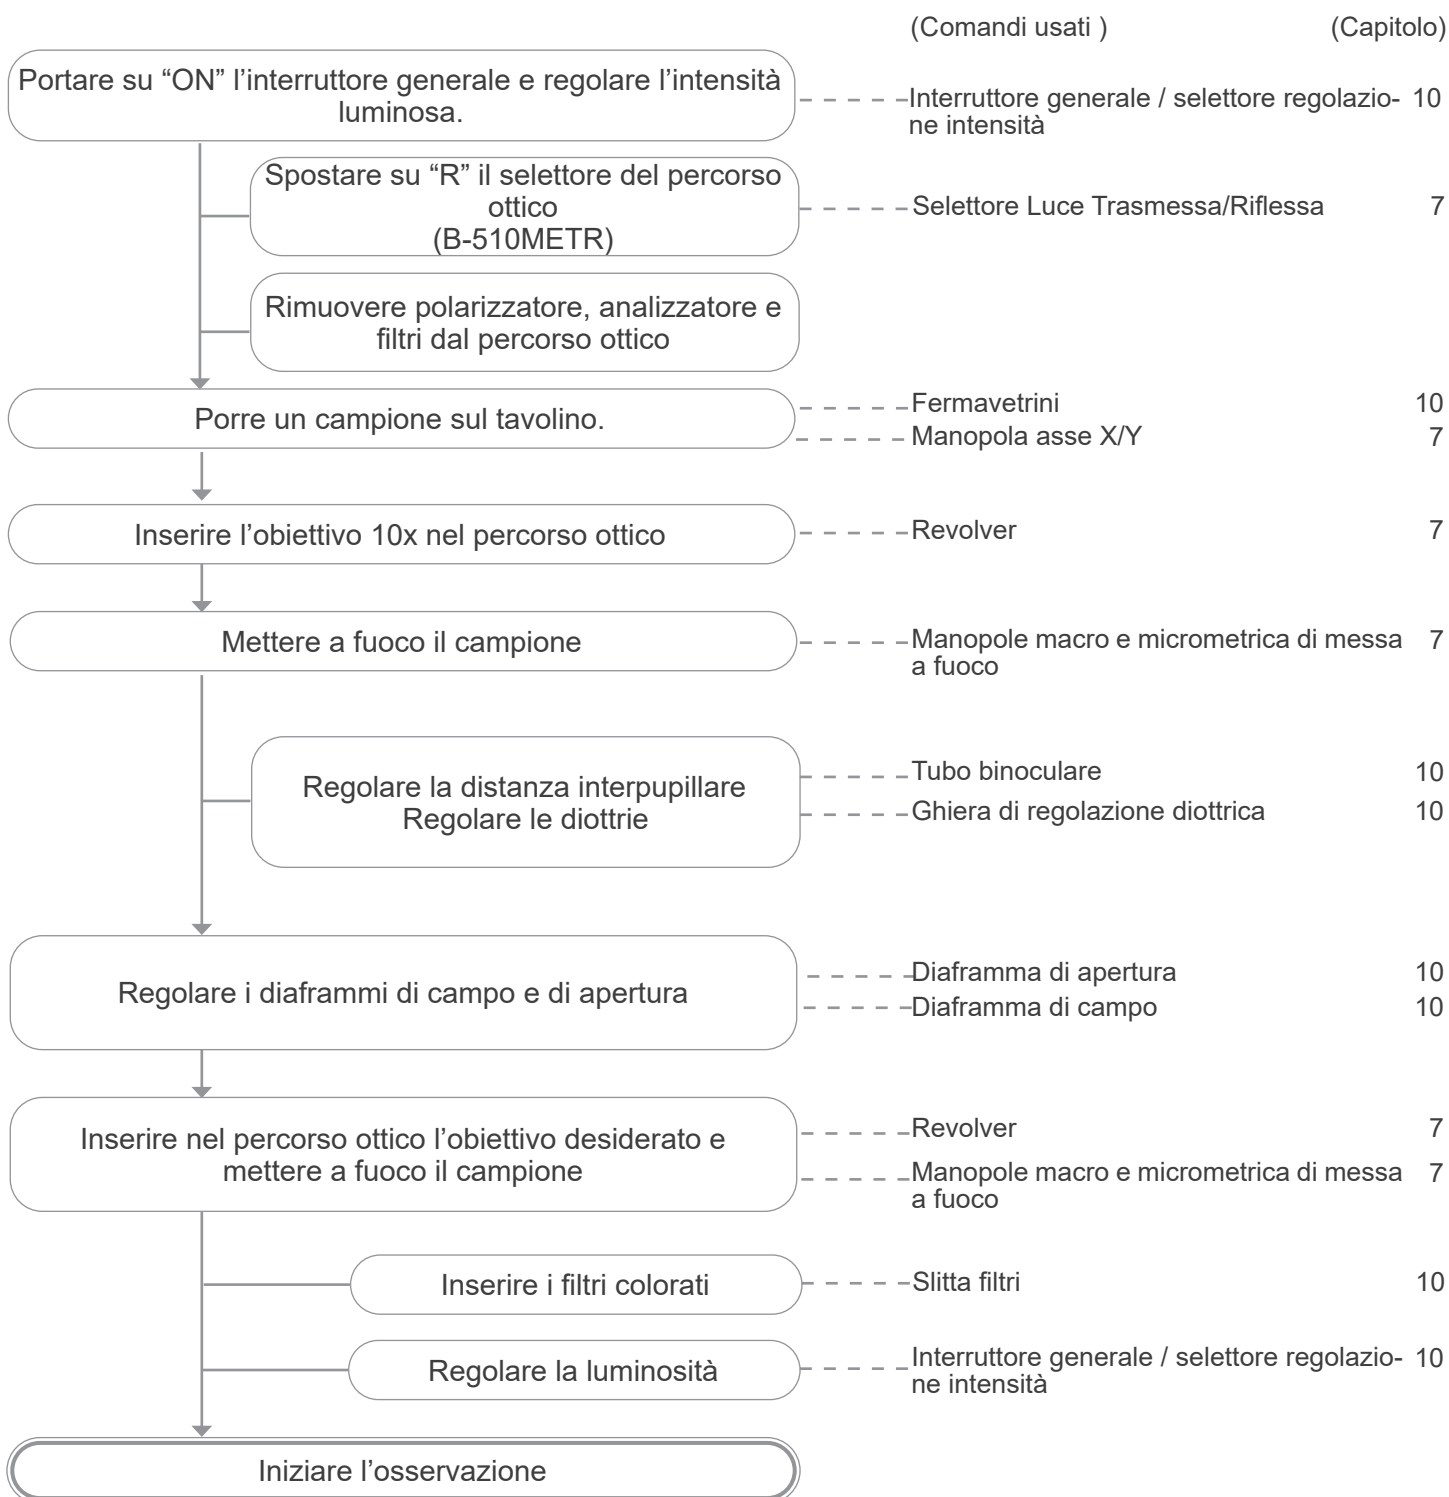 (Comandi usati ) (Capitolo)
Portare su “ON” l’interruttore generale e regolare l’intensità
luminosa.
Interruttore generale / selettore regolazio- 10
ne intensità
Spostare su “R” il selettore del percorso
ottico
(B-510METR)
Selettore Luce Trasmessa/Riflessa 7
Rimuovere polarizzatore, analizzatore e
filtri dal percorso ottico
Porre un campione sul tavolino.
Fermavetrini 10
Manopola asse X/Y 7
Inserire l’obiettivo 10x nel percorso ottico
Revolver 7
Mettere a fuoco il campione
Manopole macro e micrometrica di messa 7
a fuoco
Regolare la distanza interpupillare
Regolare le diottrie
Tubo binoculare 10
Ghiera di regolazione diottrica 10
Regolare i diaframmi di campo e di apertura
Diaframma di apertura 10
Diaframma di campo 10
Inserire nel percorso ottico l’obiettivo desiderato e
mettere a fuoco il campione
Revolver 7
Manopole macro e micrometrica di messa 7
a fuoco
Inserire i filtri colorati
Slitta filtri 10
Regolare la luminosità
Interruttore generale / selettore regolazio- 10
ne intensità
Iniziare l’osservazione